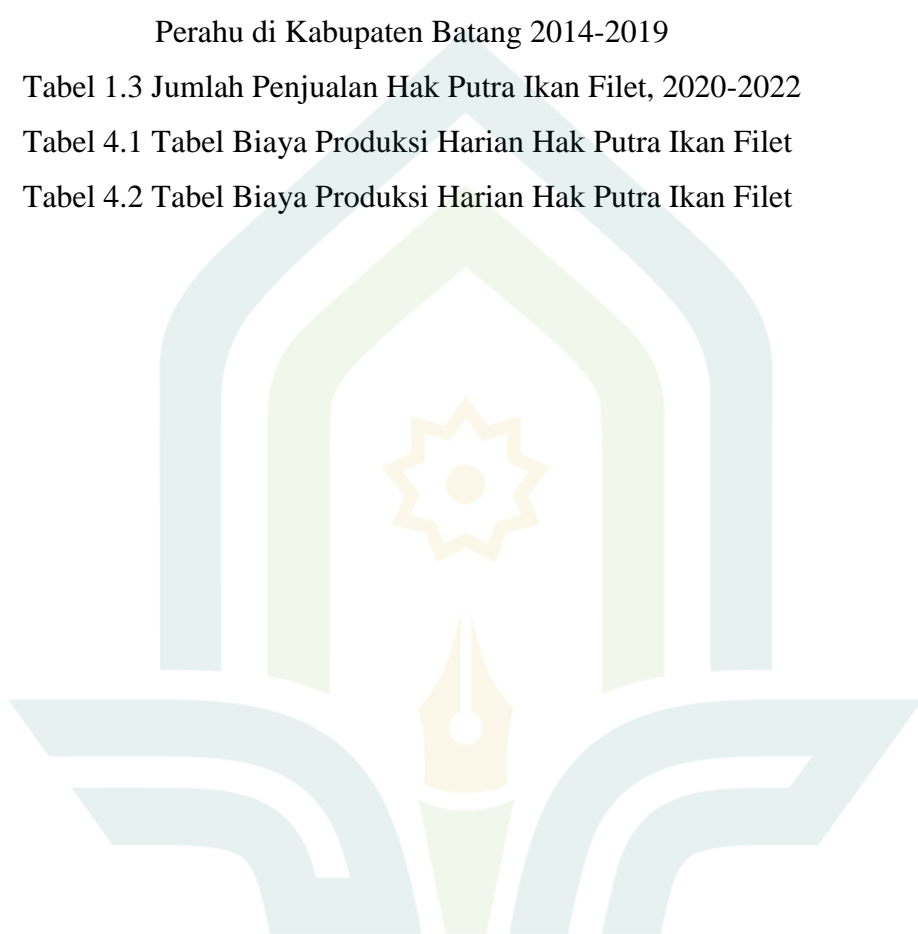 Perahu di Kabupaten Batang 2014-2019
Tabel 1.3 Jumlah Penjualan Hak Putra Ikan Filet, 2020-2022
Tabel 4.1 Tabel Biaya Produksi Harian Hak Putra Ikan Filet
Tabel 4.2 Tabel Biaya Produksi Harian Hak Putra Ikan Filet